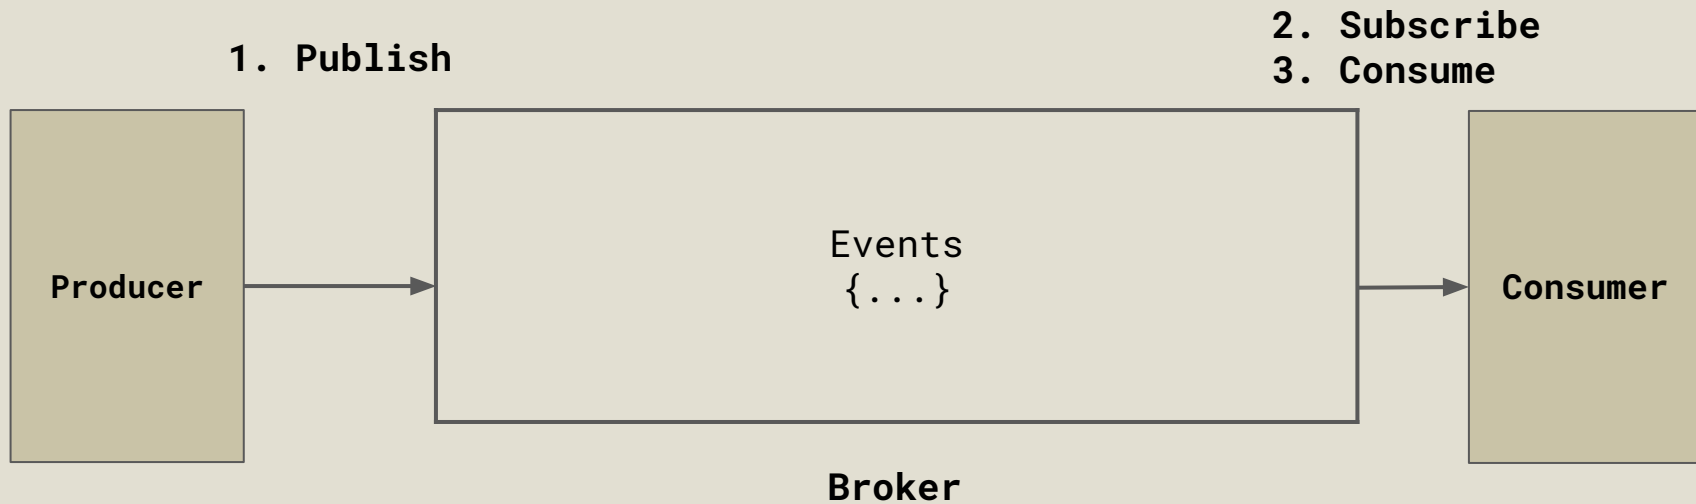 1. Publish
2. Subscribe
3. Consume
Producer
Events
{...}
Consumer
Broker